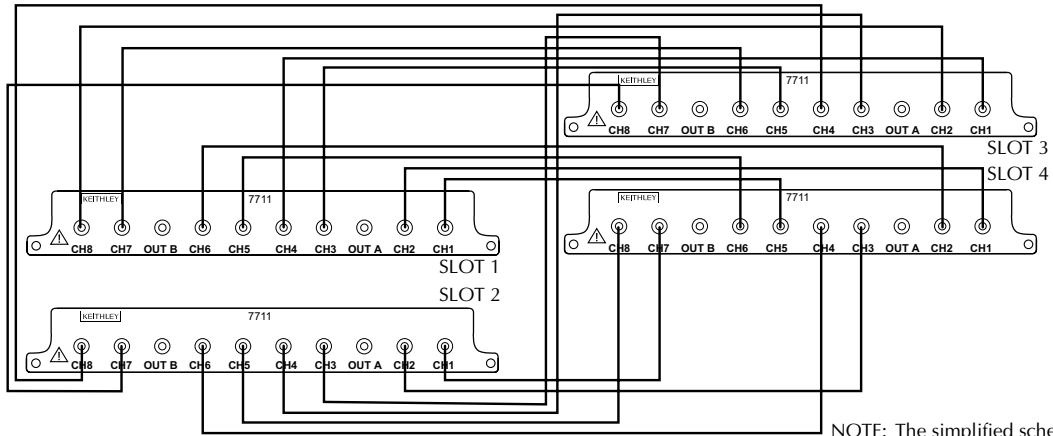 KEITHLEY 7711
CH8 CH7 OUT B CH6 CH5 CH4 CH3 OUT A CH2 CH1
SLOT 3
SLOT 4
KEITHLEY 7711
CH8 CH7 OUT B CH6 CH5 CH4 CH3 OUT A CH2 CH1
KEITHLEY 7711
CH8 CH7 OUT B CH6 CH5 CH4 CH3 OUT A CH2 CH1
SLOT 1
SLOT 2
KEITHLEY 7711
CH8 CH7 OUT B CH6 CH5 CH4 CH3 OUT A CH2 CH1
NOTE: The simplified sche